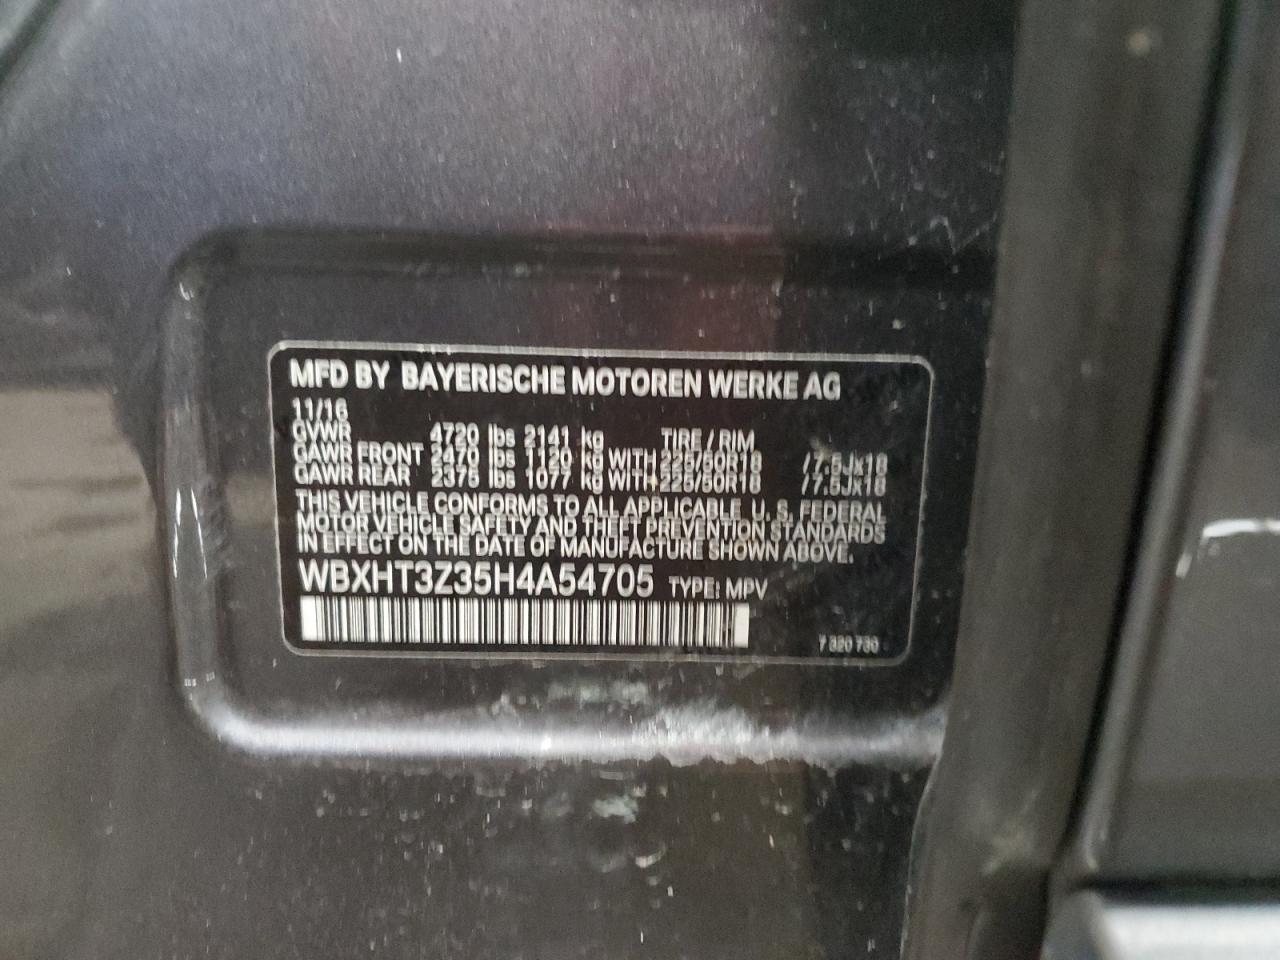 MFD BY BAYERISCHE MOTOREN WERKE AG
11/16
GVWR 4720 lbs 2141 kg TIRE / RIM
GAWR FRONT 2470 lbs 1120 kg WITH 225/50R18 /7.5Jx18
GAWR REAR 2375 lbs 1077 kg WITH 225/50R18 /7.5Jx18
THIS VEHICLE CONFORMS TO ALL APPLICABLE U.S. FEDERAL
MOTOR VEHICLE SAFETY AND THEFT PREVENTION STANDARDS
IN EFFECT ON THE DATE OF MANUFACTURE SHOWN ABOVE.
WBXHT3Z35H4A54705 TYPE: MPV
7 320 730